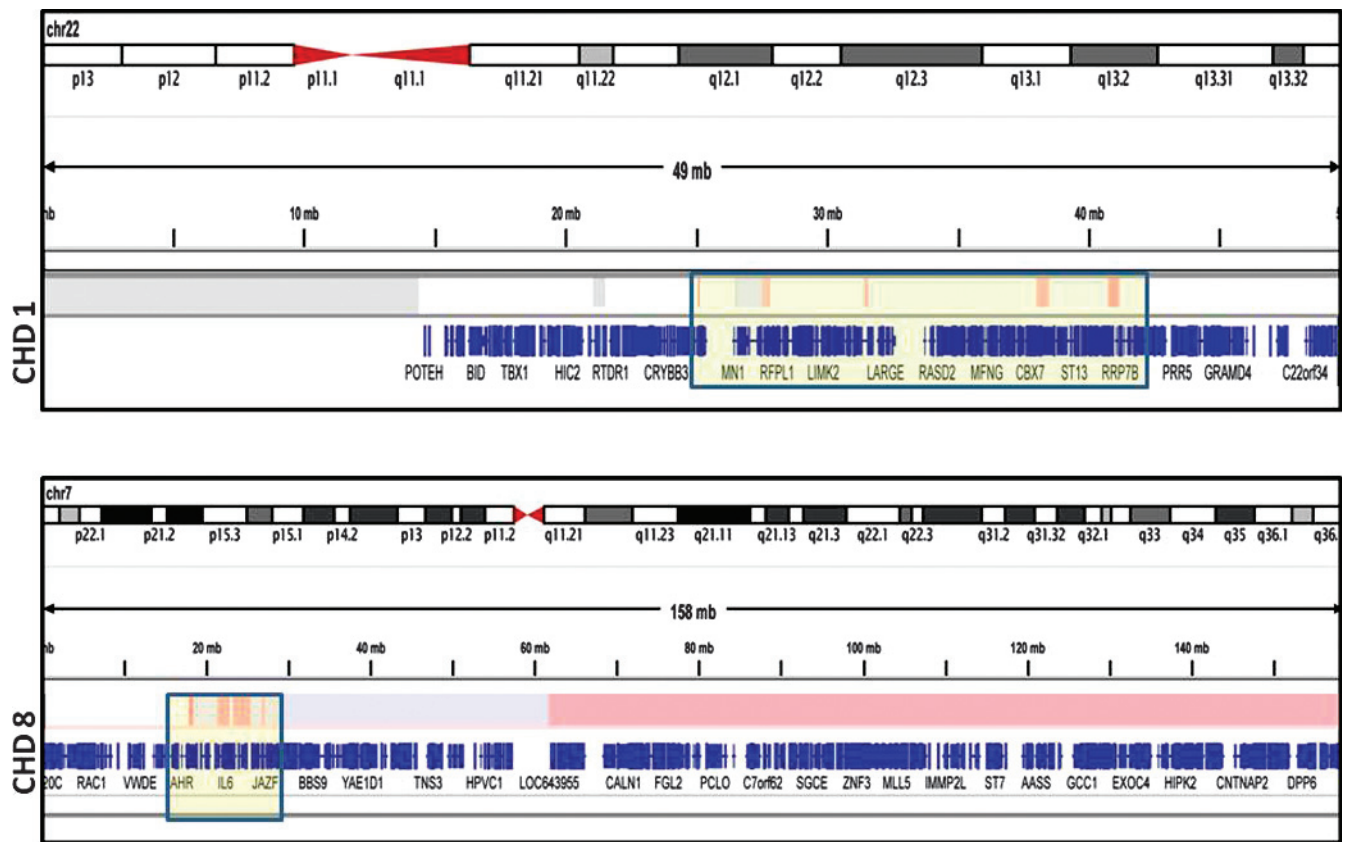 chr22
p13 p12 p11.2 p11.1 q11.1 q11.21 q11.22 q12.1 q12.2 q12.3 q13.1 q13.2 q13.31 q13.32
49 mb
10 mb 20 mb 30 mb 40 mb
CHD 1
POTEH BID TBX1 HIC2 RTDR1 CRYBB3 MN1 RFPL1 LIMK2 LARGE RASD2 MFNG CBX7 ST13 RRP7B PRR5 GRAMD4 C22orf34
chr7
p22.1 p21.2 p15.3 p15.1 p14.2 p13 p12.2 p11.2 q11.21 q11.23 q21.11 q21.13 q21.3 q22.1 q22.3 q31.2 q31.32 q32.1 q33 q34 q35 q36.1 q36.
158 mb
20 mb 40 mb 60 mb 80 mb 100 mb 120 mb 140 mb
CHD 8
RAC1 VWDE AHR IL6 JAZF BBS9 YAE1D1 TNS3 HPVC1 LOC643955 CALN1 FGL2 PCLO C7orf62 SGCE ZNF3 MLL5 IMMP2L ST7 AASS GCC1 EXOC4 HIPK2 CNTNAP2 DPP6